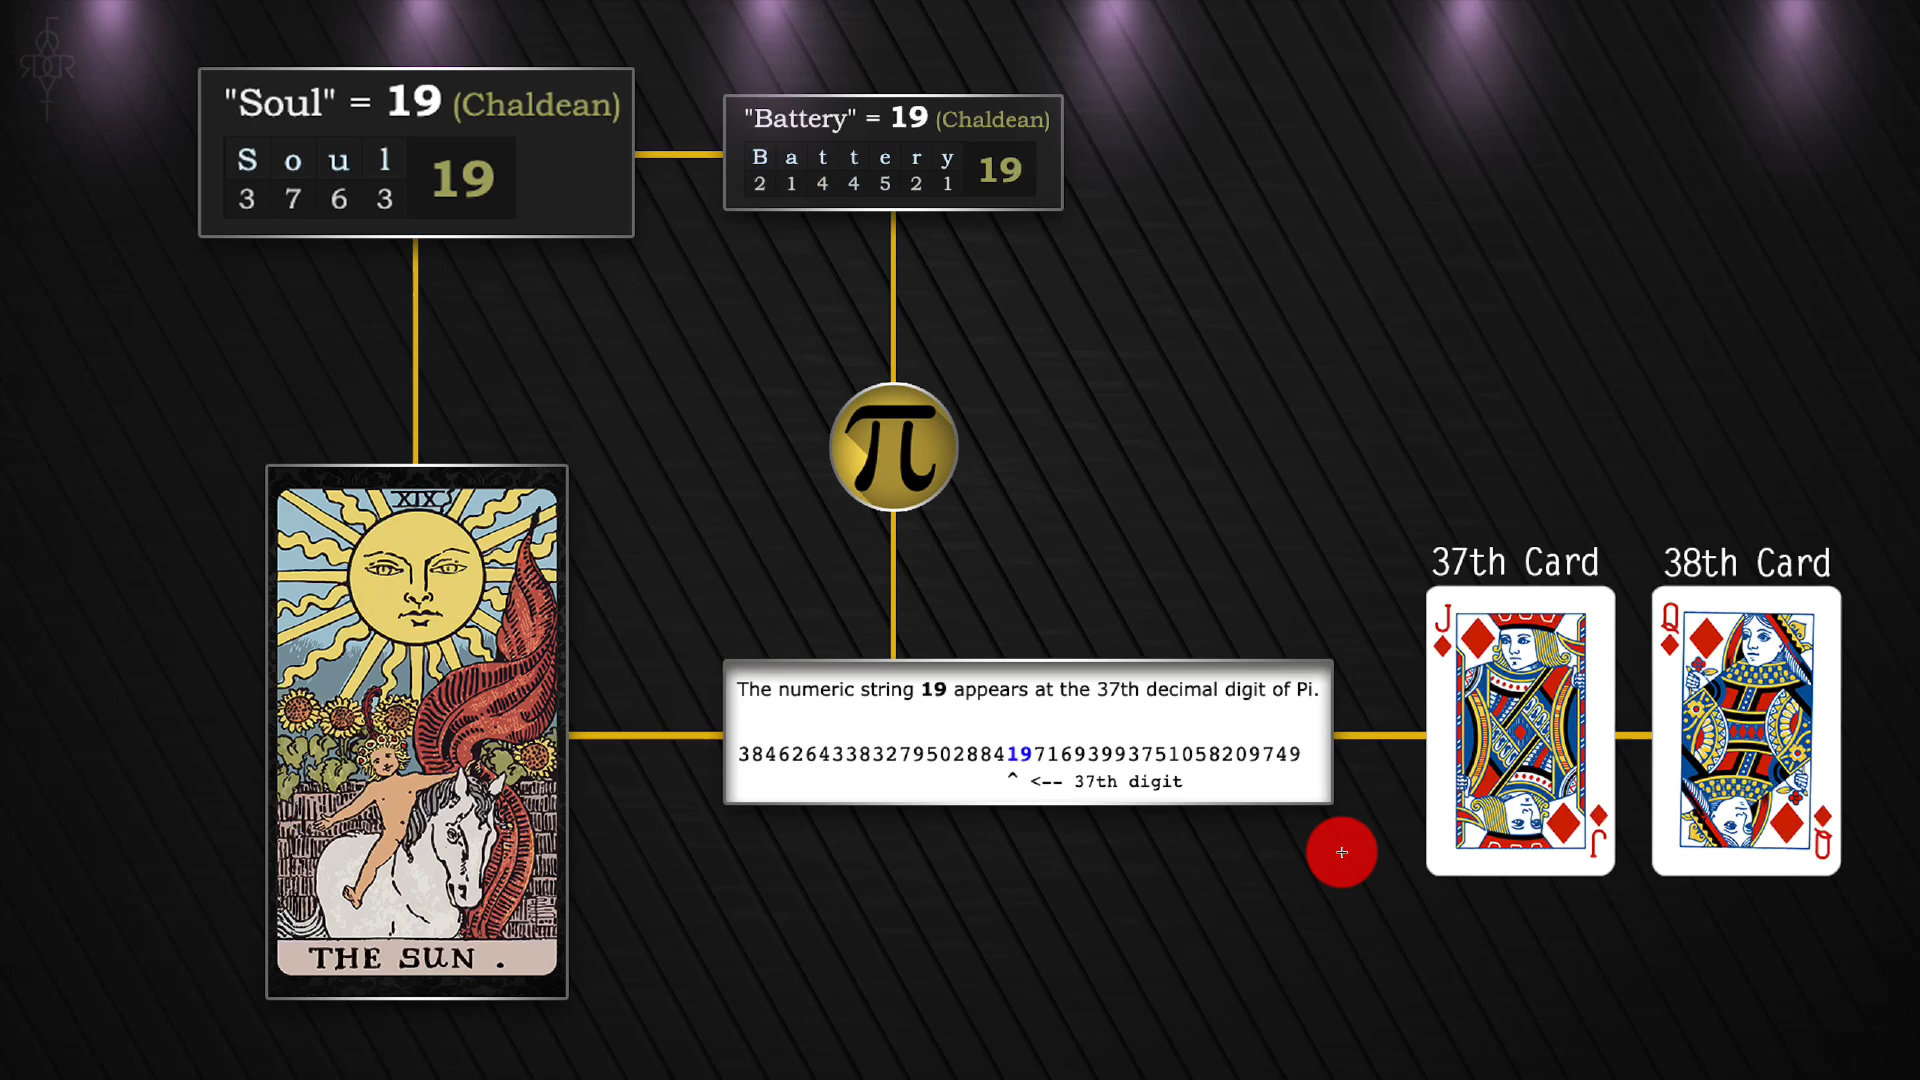 "Soul" = 19 (Chaldean)
S o u l
3 7 6 3
19
"Battery" = 19 (Chaldean)
B a t t e r y
2 1 4 4 5 2 1
19
π
XIX
THE SUN .
The numeric string 19 appears at the 37th decimal digit of Pi.
384626433832795028841971693993751058209749
^ <-- 37th digit
37th Card
38th Card
J
J
Q
Q